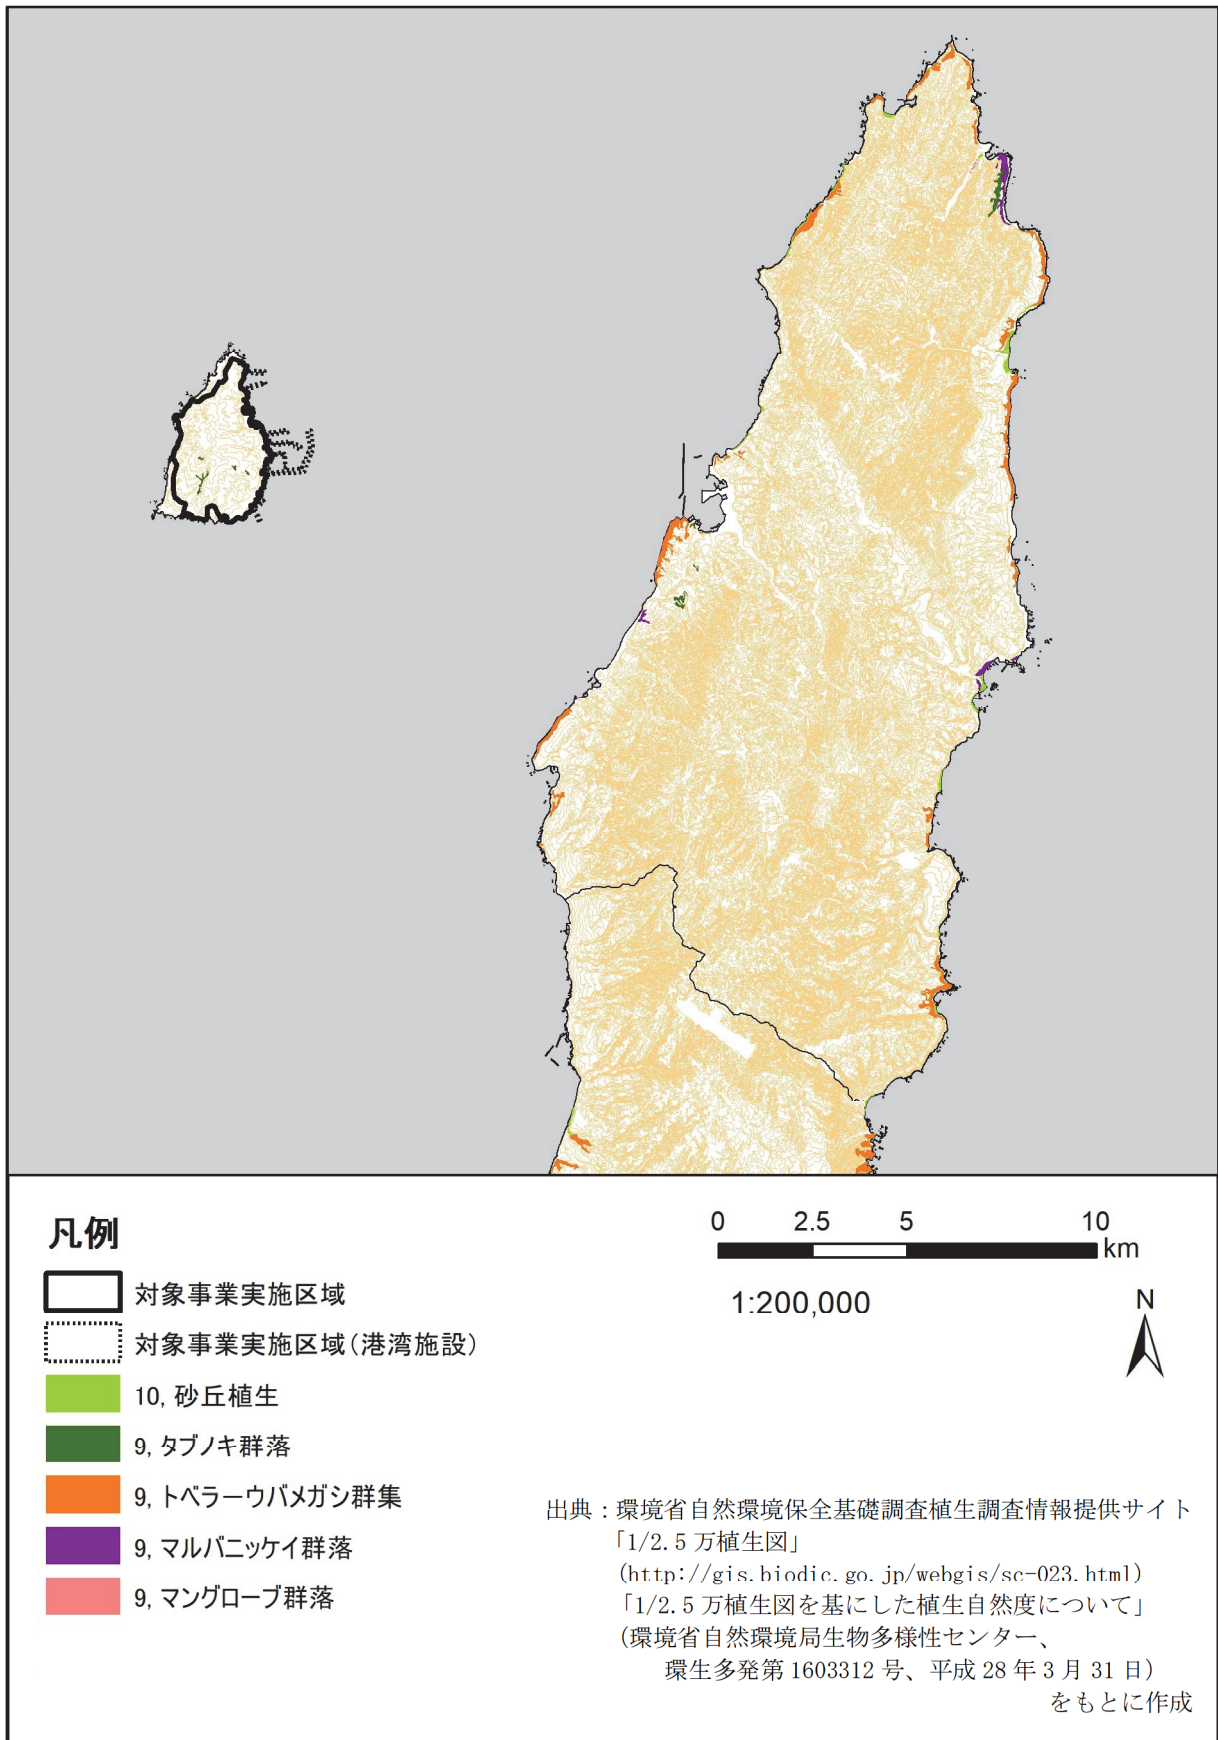 凡例
対象事業実施区域
対象事業実施区域(港湾施設)
10, 砂丘植生
9, タブノキ群落
9, トベラーウバメガシ群集
9, マルバニッケイ群落
9, マングローブ群落
0 2.5 5 10
km
1:200,000
N
出典：環境省自然環境保全基礎調査植生調査情報提供サイト
「1/2.5 万植生図」
(http://gis.biodic.go.jp/webgis/sc-023.html)
「1/2.5 万植生図を基にした植生自然度について」
(環境省自然環境局生物多様性センター、
環生多発第 1603312 号、平成 28 年 3 月 31 日)
をもとに作成